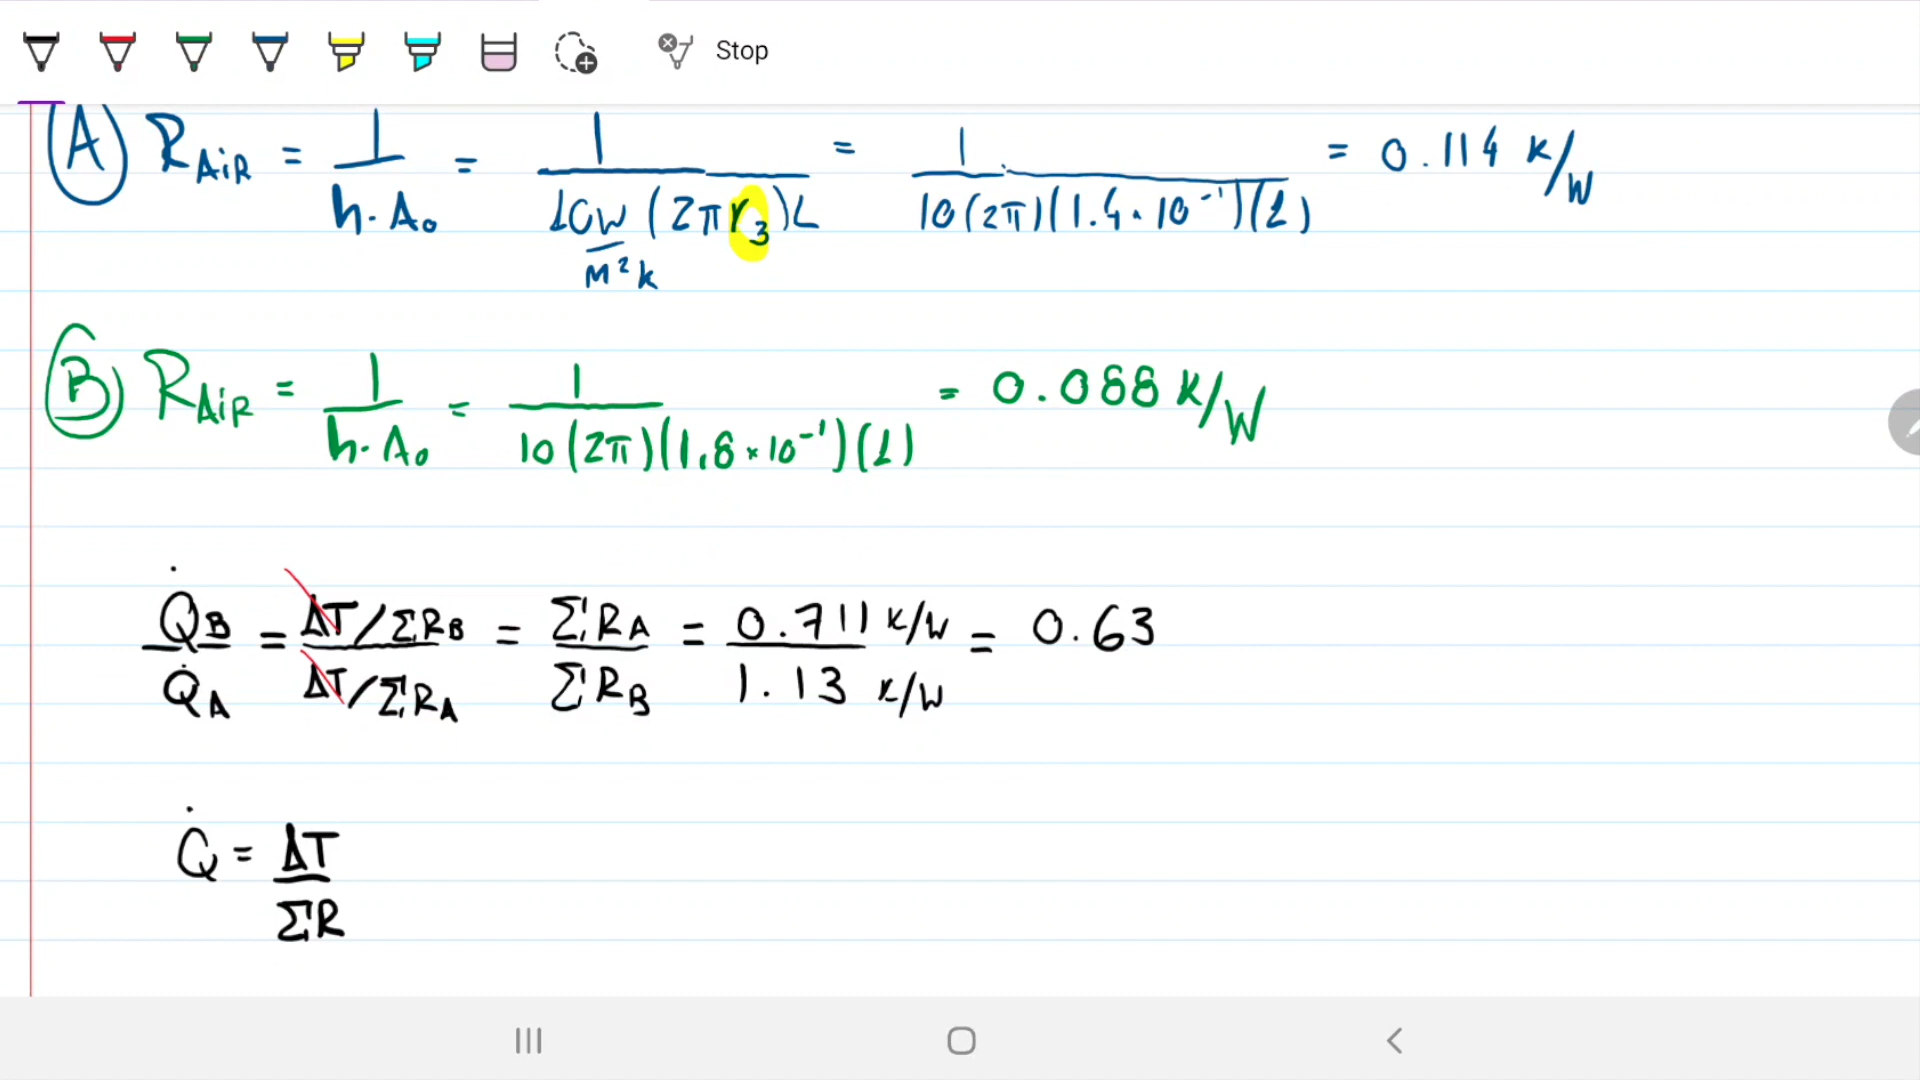 Stop
(A) R_AiR = 1/(h·A₀) = 1/(10 W/M²K (2πr₃)L) = 1/(10(2π)(1.4·10⁻¹)(1)) = 0.114 K/W
(B) R_AiR = 1/(h·A₀) = 1/(10(2π)(1.8×10⁻¹)(1)) = 0.088 K/W
Q̇_B/Q̇_A = (ΔT/ΣR_B)/(ΔT/ΣR_A) = ΣR_A/ΣR_B = 0.711 K/W / 1.13 K/W = 0.63
Q̇ = ΔT/ΣR